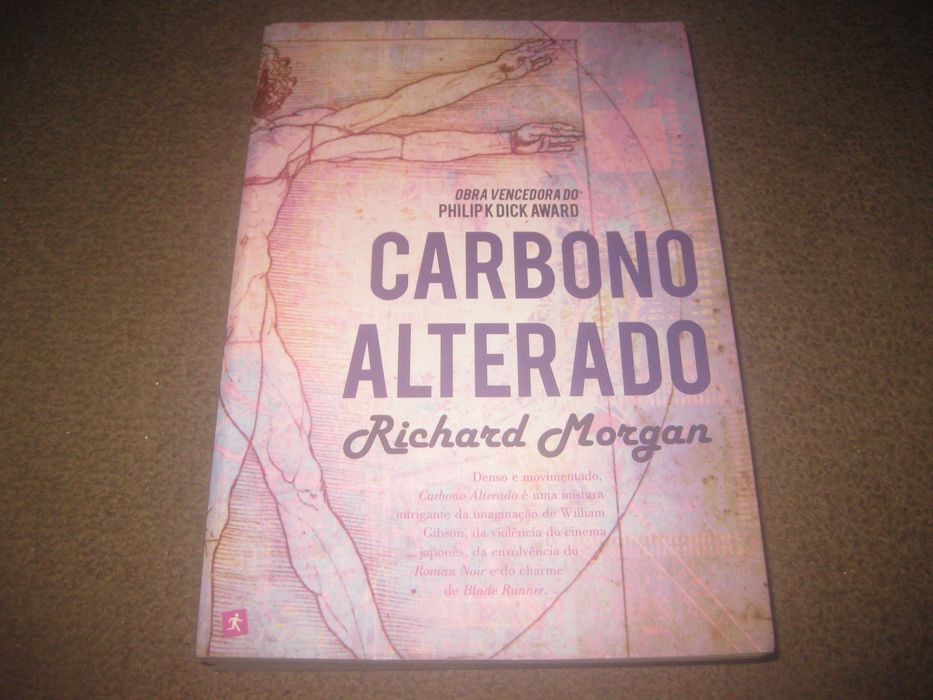 OBRA VENCEDORA DO
PHILIP K DICK AWARD
CARBONO
ALTERADO
Richard Morgan
Denso e movimentado,
Carbono Alterado é uma mistura
intrigante da imaginação de William
Gibson, da violência do cinema
japonês, da envolvência do
Roman Noir e do charme
de Blade Runner.